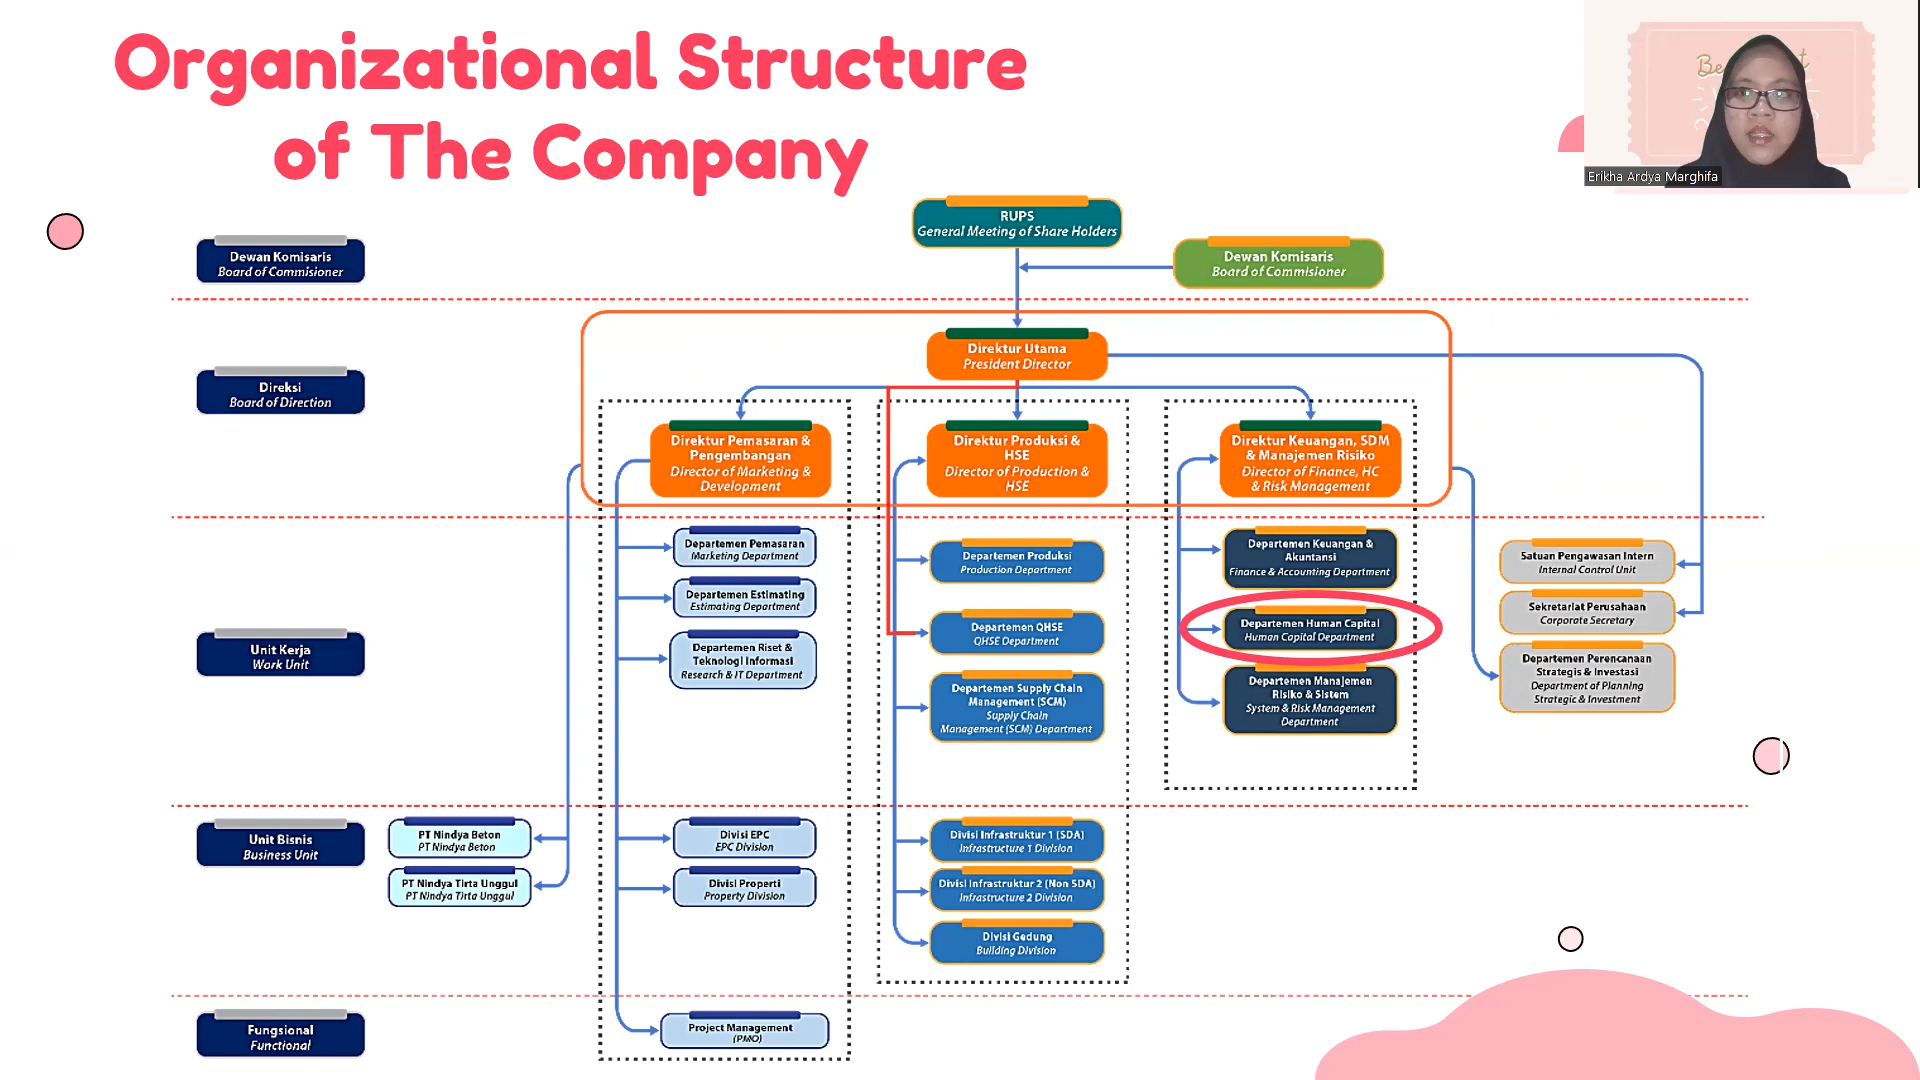 Organizational Structure
of The Company
Be
t
Erikha Ardya Marghifa
RUPS
General Meeting of Share Holders
Dewan Komisaris
Board of Commisioner
Dewan Komisaris
Board of Commisioner
Direktur Utama
President Director
Direksi
Board of Direction
Direktur Pemasaran &
Pengembangan
Director of Marketing &
Development
Direktur Produksi &
HSE
Director of Production &
HSE
Direktur Keuangan, SDM
& Manajemen Risiko
Director of Finance, HC
& Risk Management
Unit Kerja
Work Unit
Departemen Pemasaran
Marketing Department
Departemen Estimating
Estimating Department
Departemen Riset &
Teknologi Informasi
Research & IT Department
Departemen Produksi
Production Department
Departemen QHSE
QHSE Department
Departemen Supply Chain
Management (SCM)
Supply Chain
Management (SCM) Department
Departemen Keuangan &
Akuntansi
Finance & Accounting Department
Departemen Human Capital
Human Capital Department
Departemen Manajemen
Risiko & Sistem
System & Risk Management
Department
Satuan Pengawasan Intern
Internal Control Unit
Sekretariat Perusahaan
Corporate Secretary
Departemen Perencanaan
Strategis & Investasi
Department of Planning
Strategic & Investment
Unit Bisnis
Business Unit
PT Nindya Beton
PT Nindya Beton
PT Nindya Tirta Unggul
PT Nindya Tirta Unggul
Divisi EPC
EPC Division
Divisi Properti
Property Division
Divisi Infrastruktur 1 (SDA)
Infrastructure 1 Division
Divisi Infrastruktur 2 (Non SDA)
Infrastructure 2 Division
Divisi Gedung
Building Division
Fungsional
Functional
Project Management
(PMO)